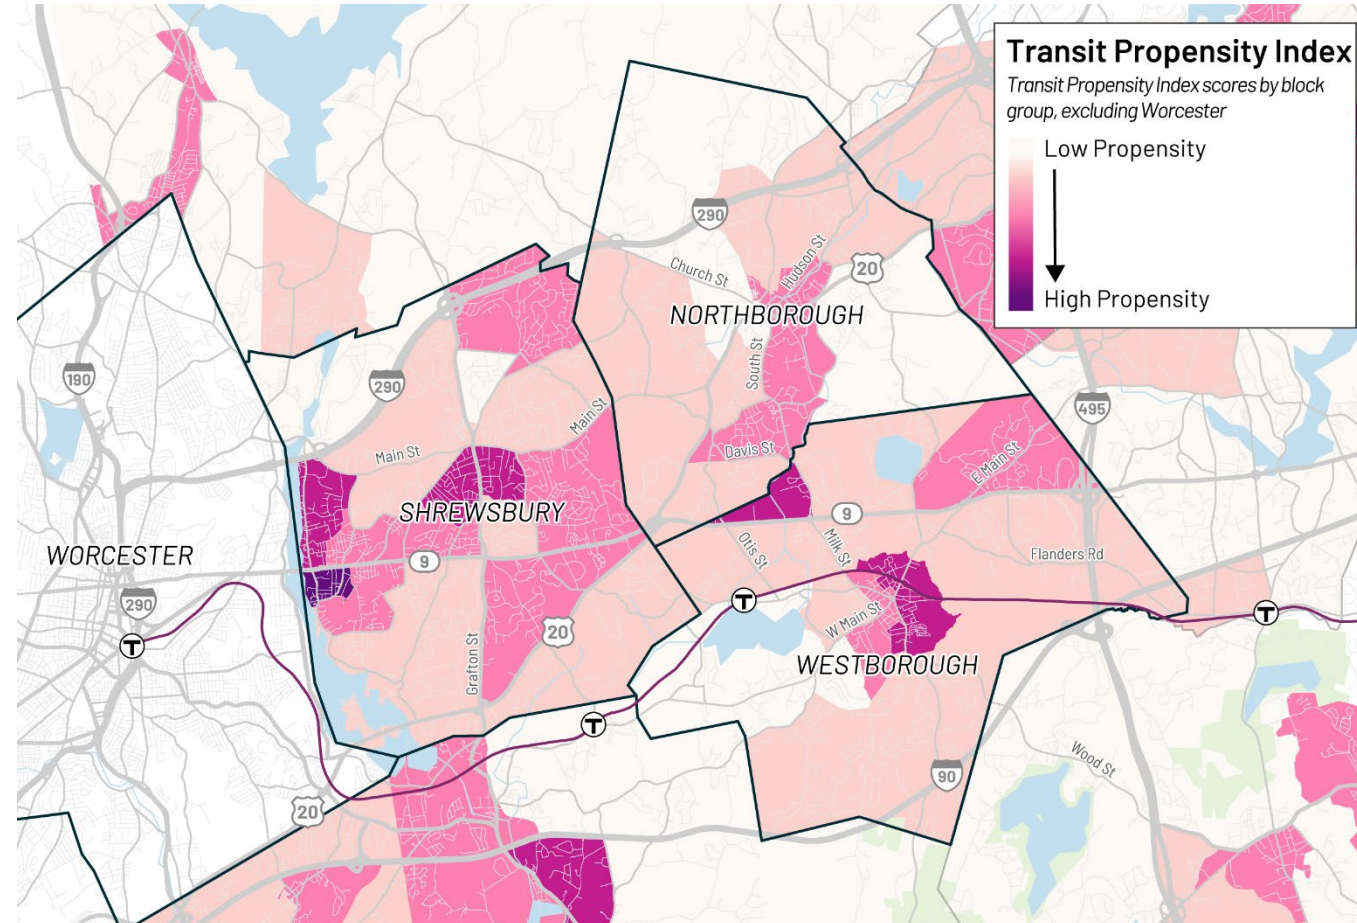 Transit Propensity Index
Transit Propensity Index scores by block
group, excluding Worcester
Low Propensity
High Propensity
290
Church St
Hudson St
20
NORTHBOROUGH
South St
190
290
Main St
495
Main St
Davis St
E Main St
SHREWSBURY
9
WORCESTER
9
Otis St
Milk St
Flanders Rd
290
T
T
T
W Main St
20
Grafton St
WESTBOROUGH
T
Wood St
90
20